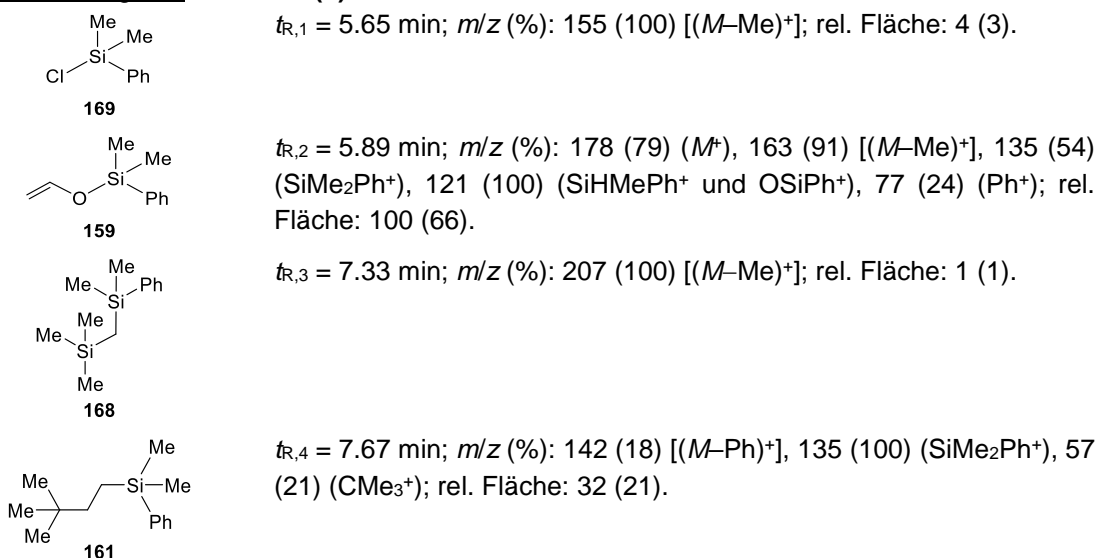 Me
Me
Si
Cl
Ph
169
tR,1 = 5.65 min; m/z (%): 155 (100) [(M–Me)+]; rel. Fläche: 4 (3).
Me
Me
Si
O
Ph
159
tR,2 = 5.89 min; m/z (%): 178 (79) (M+), 163 (91) [(M–Me)+], 135 (54)
(SiMe2Ph+), 121 (100) (SiHMePh+ und OSiPh+), 77 (24) (Ph+); rel.
Fläche: 100 (66).
Me
Me
Ph
Si
Me
Me
Si
Me
168
tR,3 = 7.33 min; m/z (%): 207 (100) [(M–Me)+]; rel. Fläche: 1 (1).
Me
Me
Si
Me
Me
Ph
Me
161
tR,4 = 7.67 min; m/z (%): 142 (18) [(M–Ph)+], 135 (100) (SiMe2Ph+), 57
(21) (CMe3+); rel. Fläche: 32 (21).